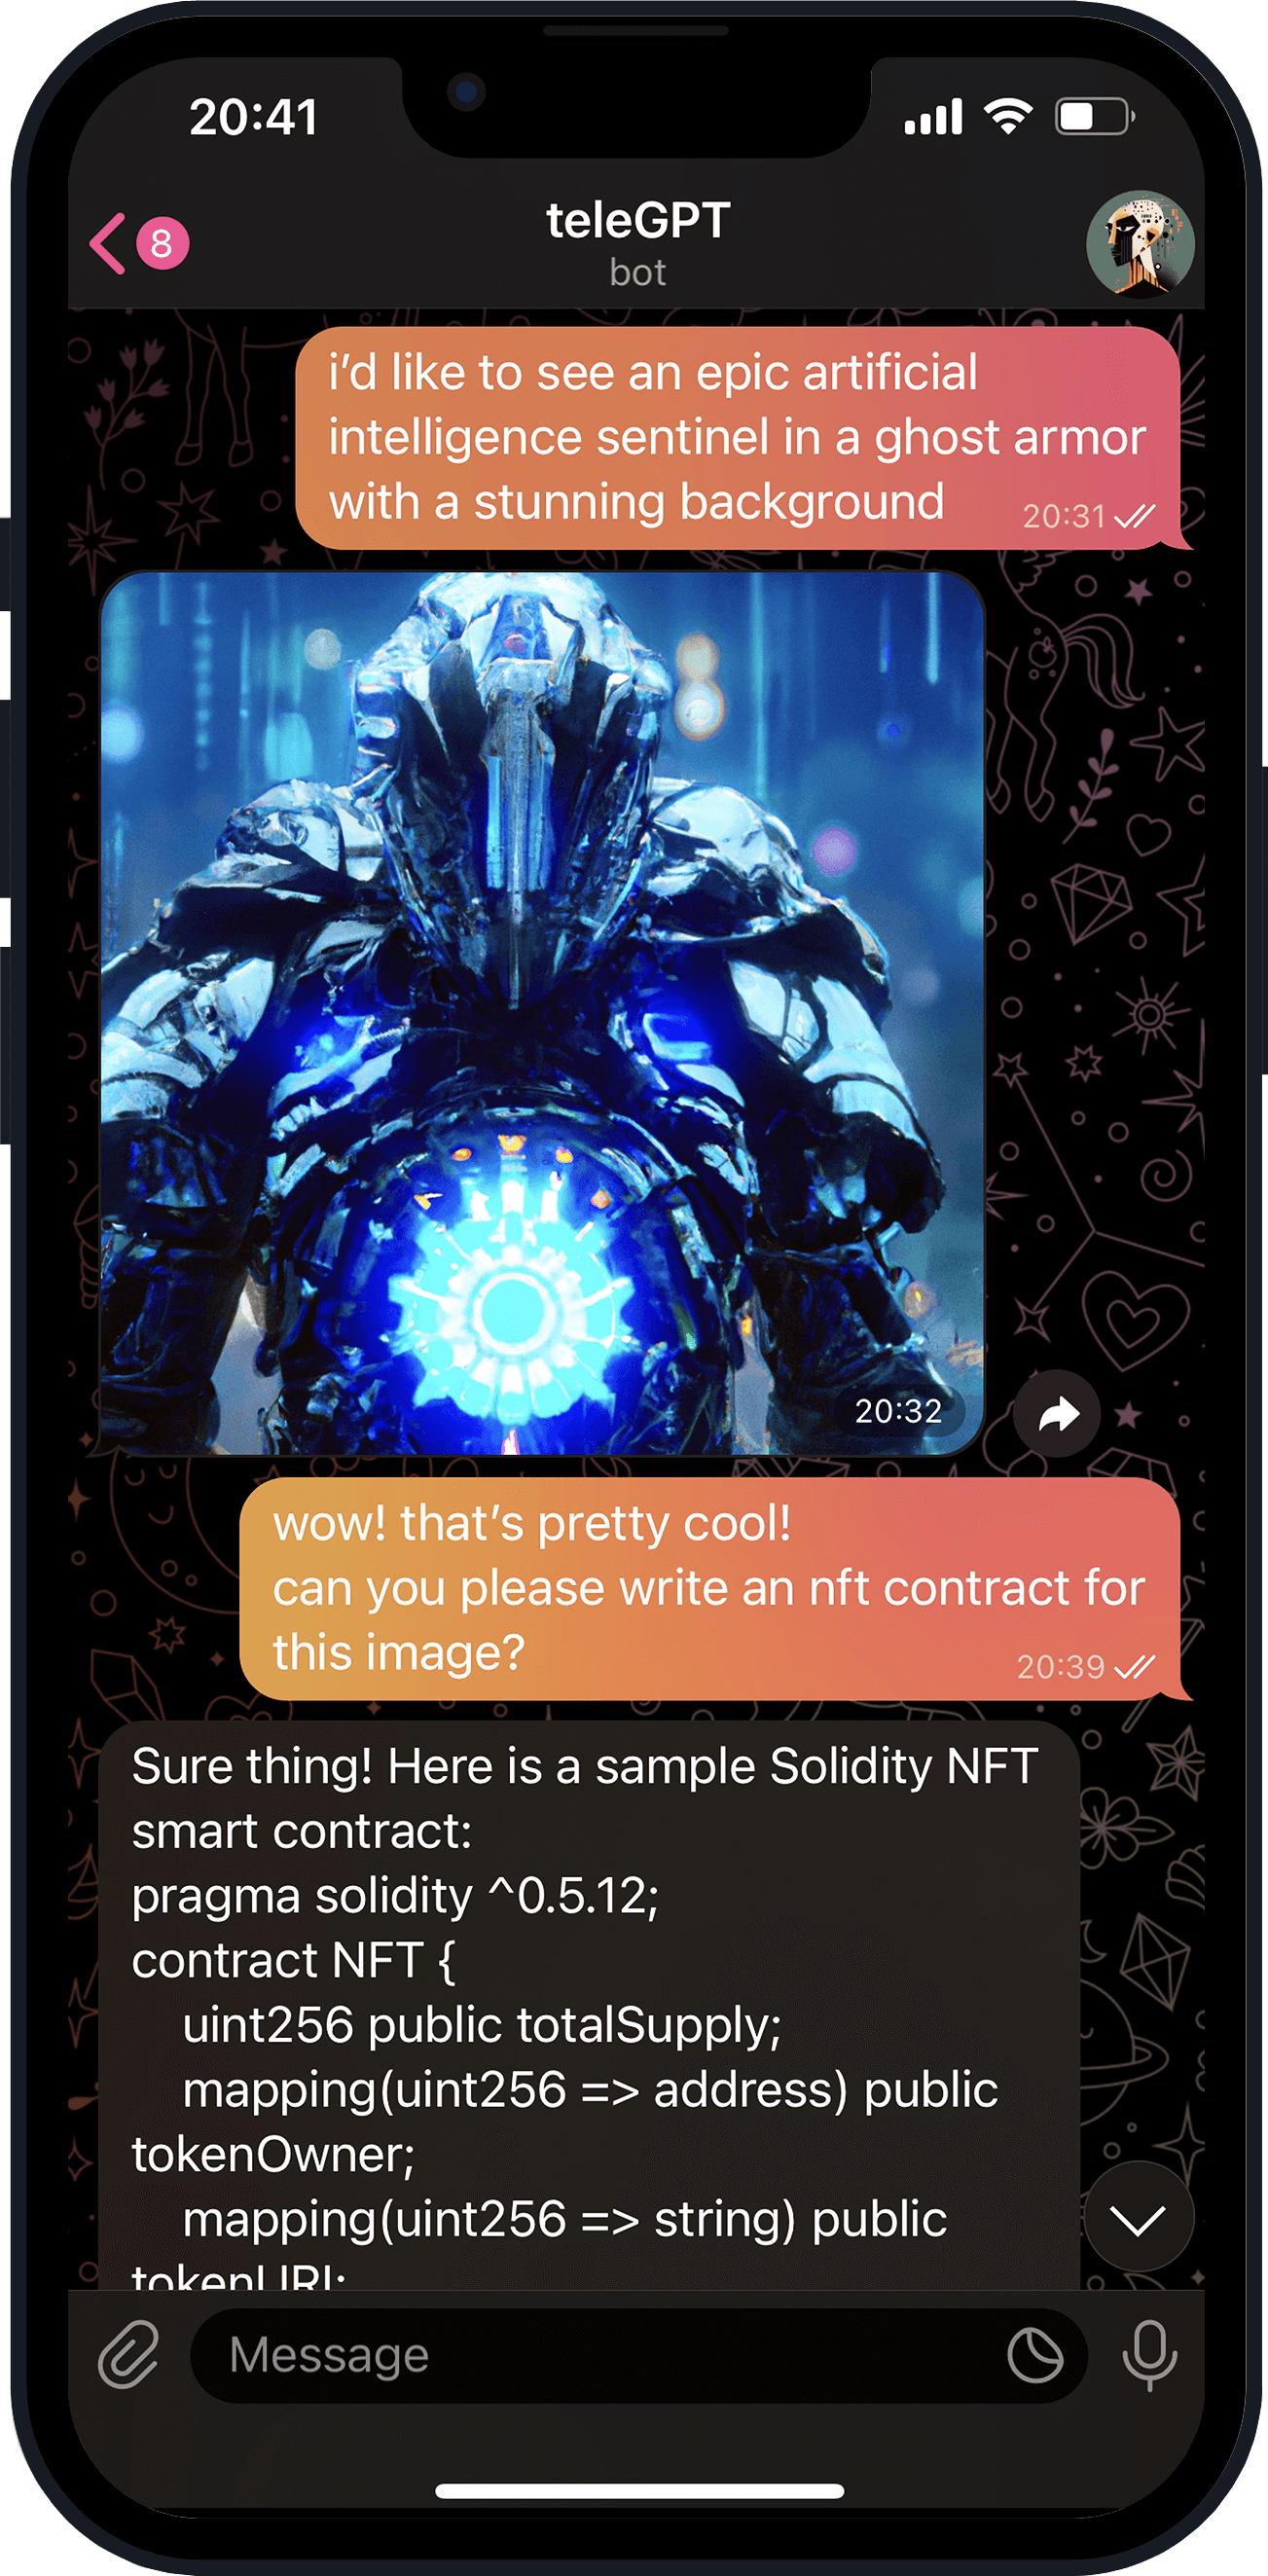 20:41
8
teleGPT
bot
i’d like to see an epic artificial
intelligence sentinel in a ghost armor
with a stunning background
20:31
20:32
wow! that’s pretty cool!
can you please write an nft contract for
this image?
20:39
Sure thing! Here is a sample Solidity NFT
smart contract:
pragma solidity ^0.5.12;
contract NFT {
uint256 public totalSupply;
mapping(uint256 => address) public
tokenOwner;
mapping(uint256 => string) public
tokenURI;
Message